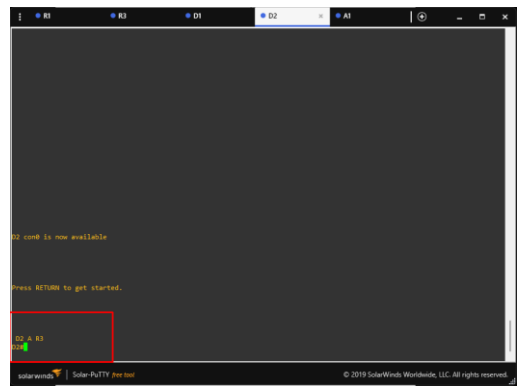 R1 R3 D1 D2 × A1
D2 con0 is now available
Press RETURN to get started.
D2 A R3
D2#
solarwinds Solar-PuTTY free tool © 2019 SolarWinds Worldwide, LLC. All rights reserved.